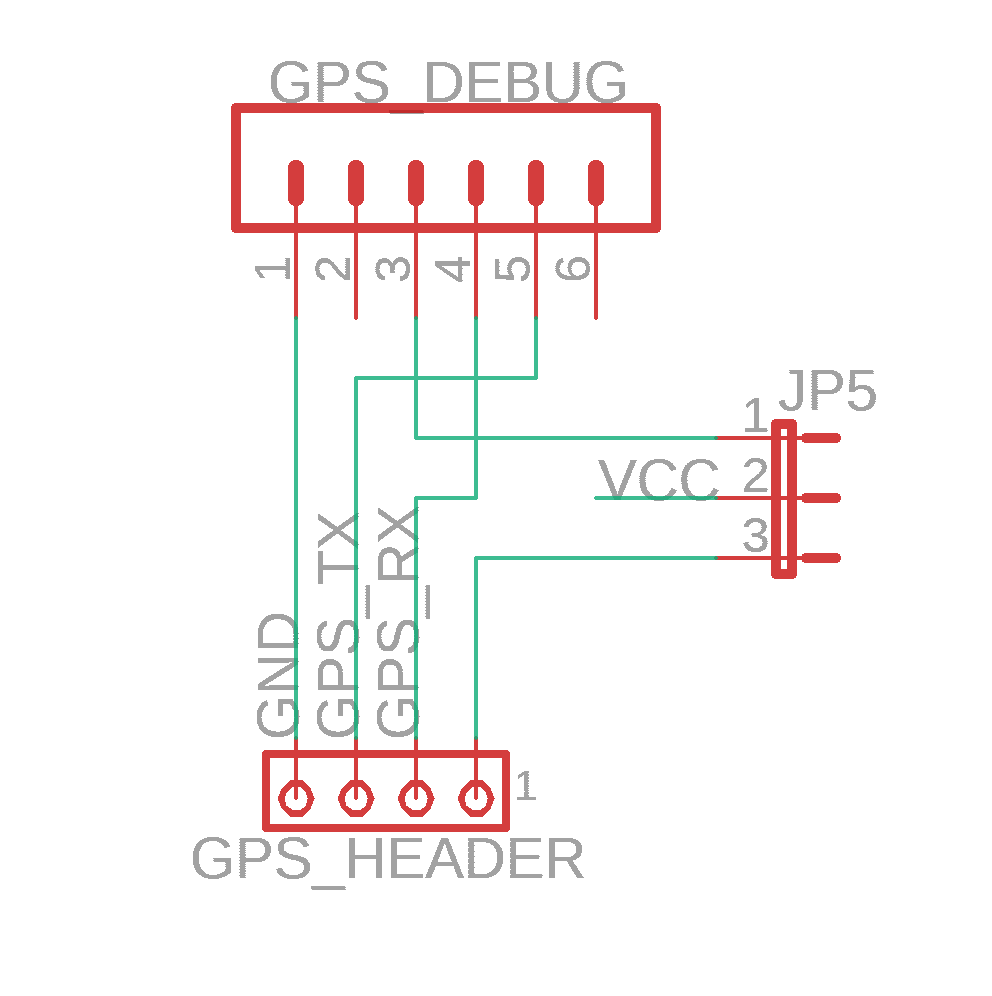 GPS_DEBUG
1 2 3 4 5 6
JP5
1
VCC 2
3
GND
GPS_TX
GPS_RX
1
GPS_HEADER